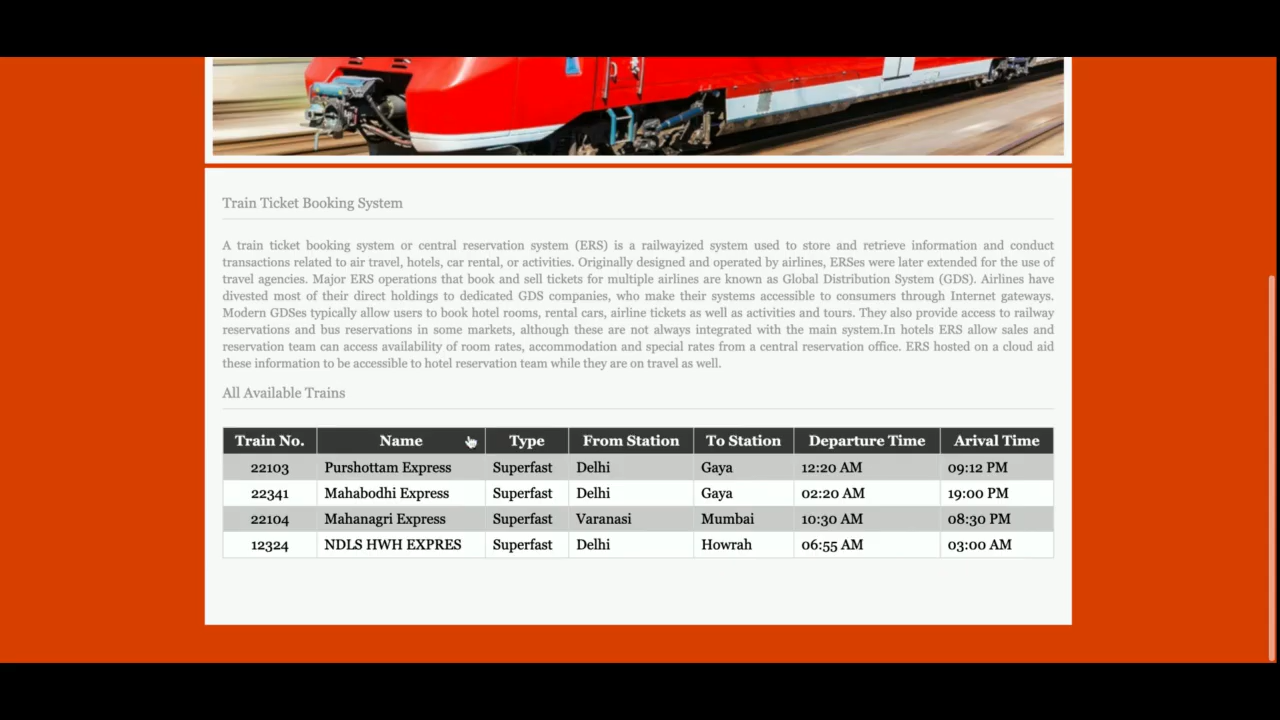 Train Ticket Booking System
A train ticket booking system or central reservation system (ERS) is a railwayized system used to store and retrieve information and conduct
transactions related to air travel, hotels, car rental, or activities. Originally designed and operated by airlines, ERSes were later extended for the use of
travel agencies. Major ERS operations that book and sell tickets for multiple airlines are known as Global Distribution System (GDS). Airlines have
divested most of their direct holdings to dedicated GDS companies, who make their systems accessible to consumers through Internet gateways.
Modern GDSes typically allow users to book hotel rooms, rental cars, airline tickets as well as activities and tours. They also provide access to railway
reservations and bus reservations in some markets, although these are not always integrated with the main system.In hotels ERS allow sales and
reservation team can access availability of room rates, accommodation and special rates from a central reservation office. ERS hosted on a cloud aid
these information to be accessible to hotel reservation team while they are on travel as well.
All Available Trains
Train No. Name Type From Station To Station Departure Time Arival Time
22103 Purshottam Express Superfast Delhi Gaya 12:20 AM 09:12 PM
22341 Mahabodhi Express Superfast Delhi Gaya 02:20 AM 19:00 PM
22104 Mahanagri Express Superfast Varanasi Mumbai 10:30 AM 08:30 PM
12324 NDLS HWH EXPRES Superfast Delhi Howrah 06:55 AM 03:00 AM